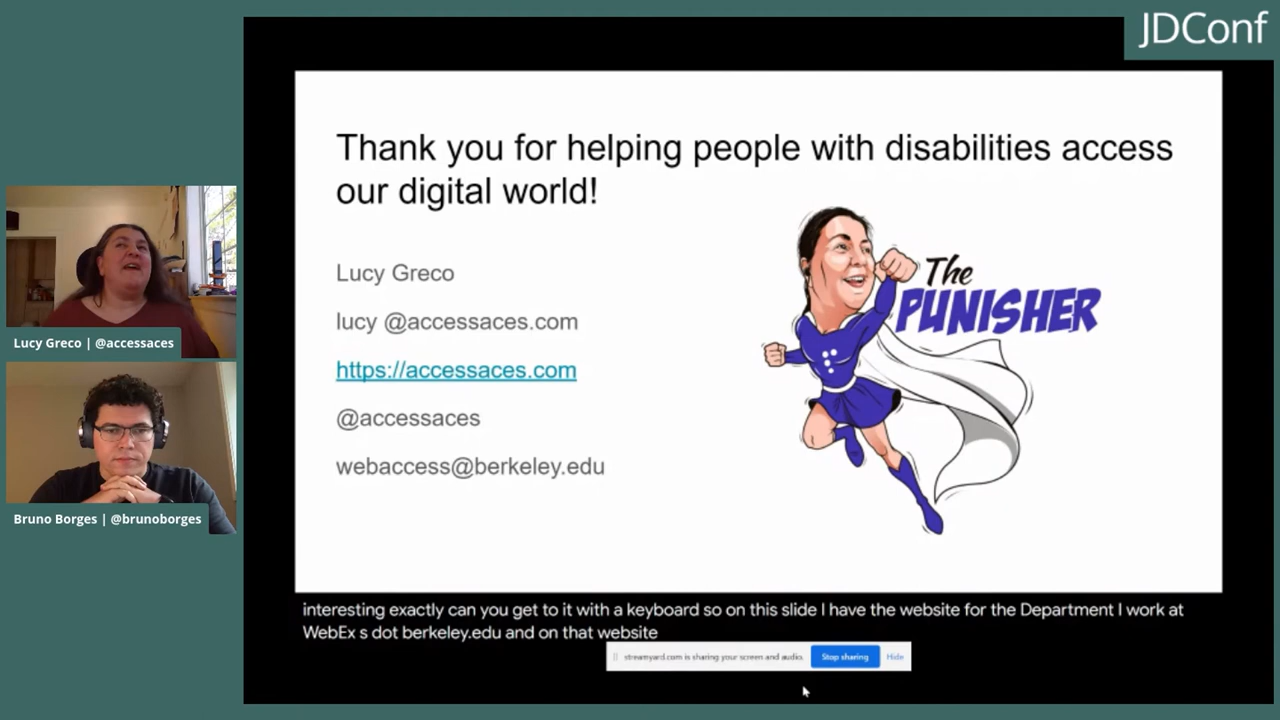 JDConf
Thank you for helping people with disabilities access
our digital world!
Lucy Greco
lucy @accessaces.com
https://accessaces.com
@accessaces
webaccess@berkeley.edu
The
PUNISHER
Lucy Greco | @accessaces
Bruno Borges | @brunoborges
interesting exactly can you get to it with a keyboard so on this slide I have the website for the Department I work at
WebEx s dot berkeley.edu and on that website
streamyard.com is sharing your screen and audio.
Stop sharing
Hide